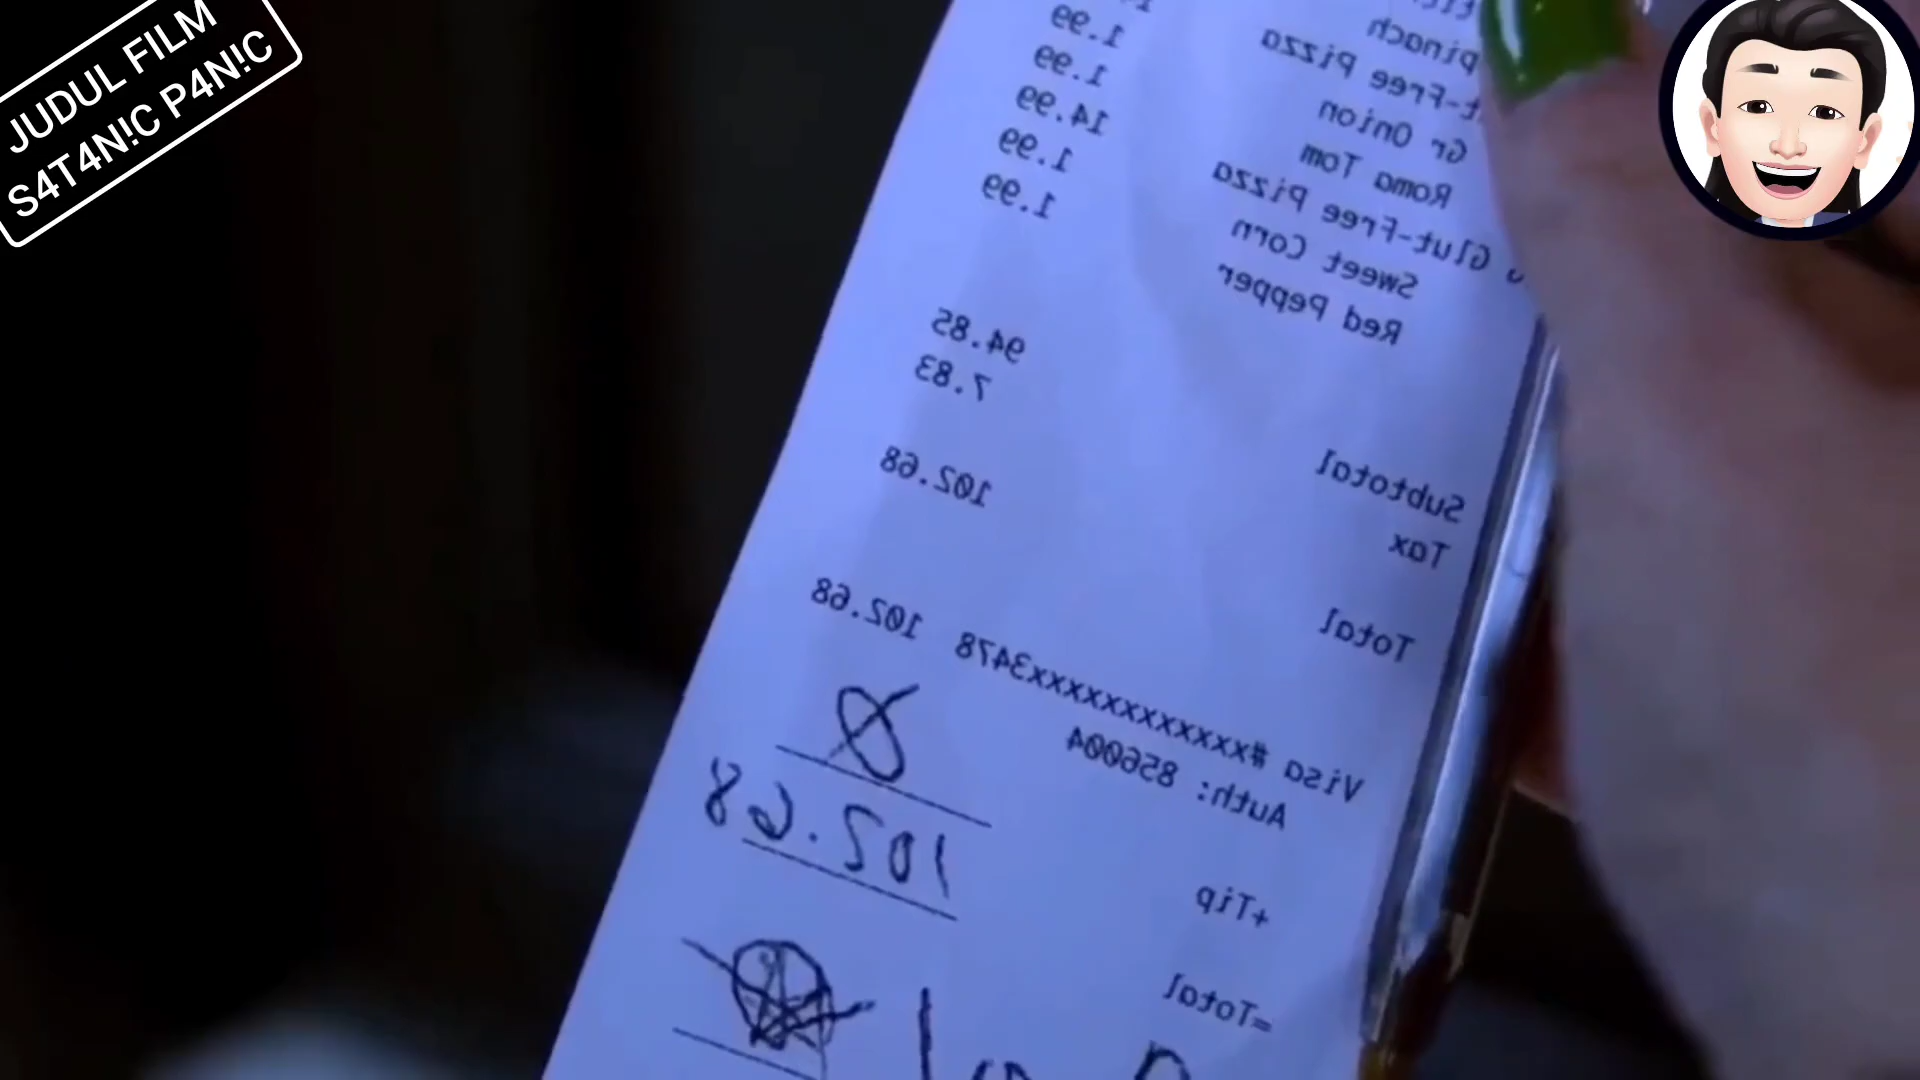 JUDUL FILM
S4T4N!C P4N!C
pinach 1.99
t-Free Pizza
Gr Onion 1.99
Roma Tom 1.99
Glut-Free Pizza 14.99
Sweet Corn 1.99
Red Pepper 1.99
Subtotal 94.85
Tax 7.83
Total 102.68
Visa #xxxxxxxxxxxx3478 102.68
Auth: 856004
+Tip
=Total 102.68